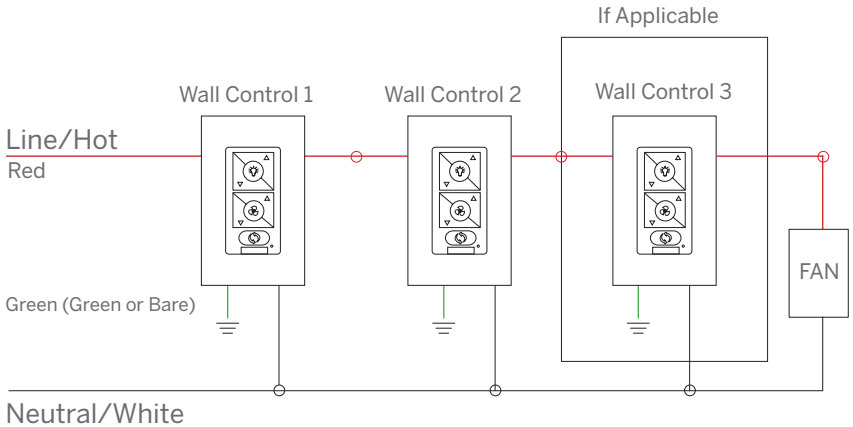 If Applicable
Wall Control 1
Wall Control 2
Wall Control 3
Line/Hot
Red
FAN
Green (Green or Bare)
Neutral/White